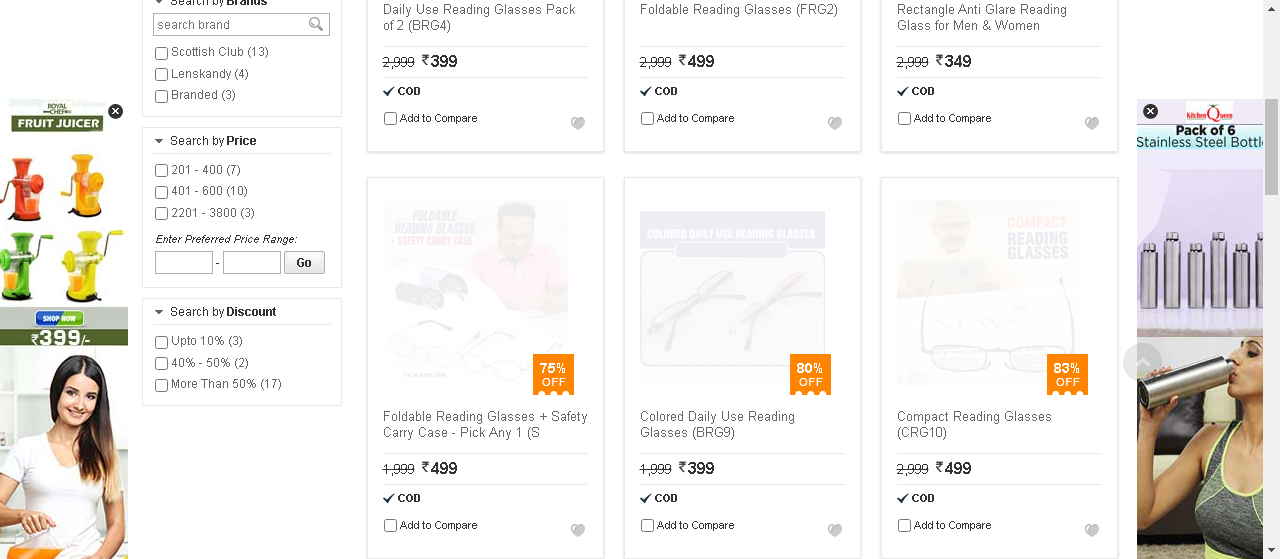 Search by Brands
search brand
Scottish Club (13)
Lenskandy (4)
Branded (3)
Search by Price
201 - 400 (7)
401 - 600 (10)
2201 - 3800 (3)
Enter Preferred Price Range:
- Go
Search by Discount
Upto 10% (3)
40% - 50% (2)
More Than 50% (17)
ROYAL
CHEF
FRUIT JUICER
SHOP NOW
₹399/-
Daily Use Reading Glasses Pack
of 2 (BRG4)
2,999 ₹399
COD
Add to Compare
Foldable Reading Glasses (FRG2)
2,999 ₹499
COD
Add to Compare
Rectangle Anti Glare Reading
Glass for Men & Women
2,999 ₹349
COD
Add to Compare
FOLDABLE
READING GLASSES
+ SAFETY CARRY CASE
PICK ANY ONE
75%
OFF
Foldable Reading Glasses + Safety
Carry Case - Pick Any 1 (S
1,999 ₹499
COD
Add to Compare
COLORED DAILY USE READING GLASSES
80%
OFF
Colored Daily Use Reading
Glasses (BRG9)
1,999 ₹399
COD
Add to Compare
COMPACT
READING
GLASSES
NEWS
83%
OFF
Compact Reading Glasses
(CRG10)
2,999 ₹499
COD
Add to Compare
Kitchen Queen
Pack of 6
Stainless Steel Bottl